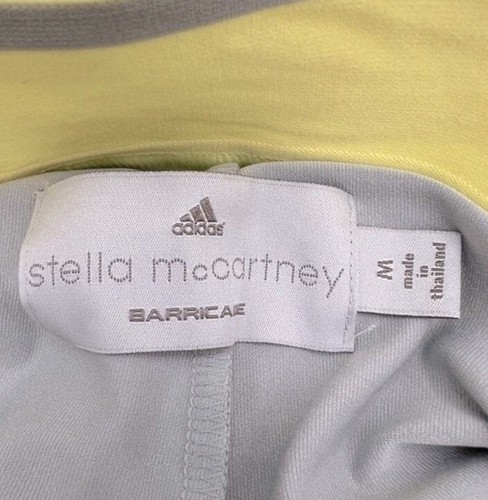 adidas
stella mccartney
BARRICADE
M
made
in
thailand